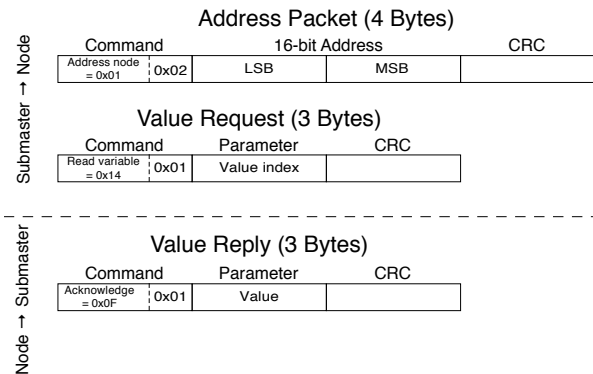 Address Packet (4 Bytes)
Command 16-bit Address CRC
Address node = 0x01 0x02 LSB MSB
Value Request (3 Bytes)
Command Parameter CRC
Read variable = 0x14 0x01 Value index
Submaster → Node
Value Reply (3 Bytes)
Command Parameter CRC
Acknowledge = 0x0F 0x01 Value
Node → Submaster